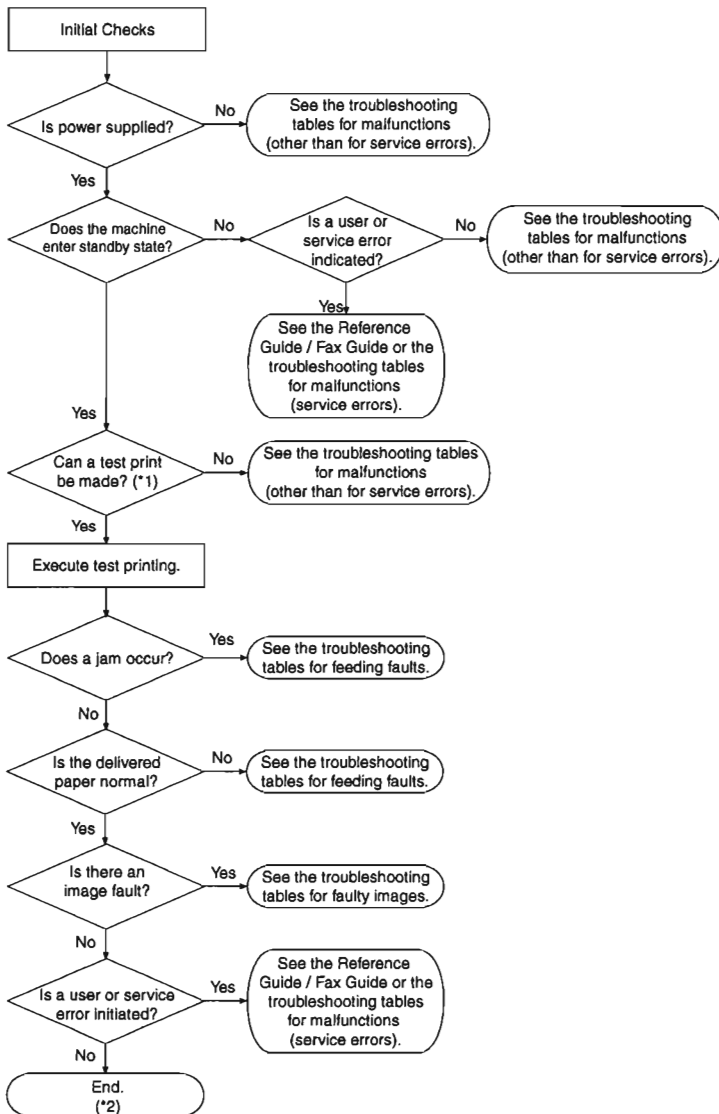 Initial Checks
Is power supplied?
No
See the troubleshooting
tables for malfunctions
(other than for service errors).
Yes
Does the machine
enter standby state?
No
Is a user or
service error
indicated?
No
See the troubleshooting
tables for malfunctions
(other than for service errors).
Yes
See the Reference
Guide / Fax Guide or the
troubleshooting tables
for malfunctions
(service errors).
Yes
Can a test print
be made? (*1)
No
See the troubleshooting tables
for malfunctions
(other than for service errors).
Yes
Execute test printing.
Does a jam occur?
Yes
See the troubleshooting
tables for feeding faults.
No
Is the delivered
paper normal?
No
See the troubleshooting
tables for feeding faults.
Yes
Is there an
image fault?
Yes
See the troubleshooting
tables for faulty images.
No
Is a user or service
error initiated?
Yes
See the Reference
Guide / Fax Guide or the
troubleshooting tables
for malfunctions
(service errors).
No
End.
(*2)